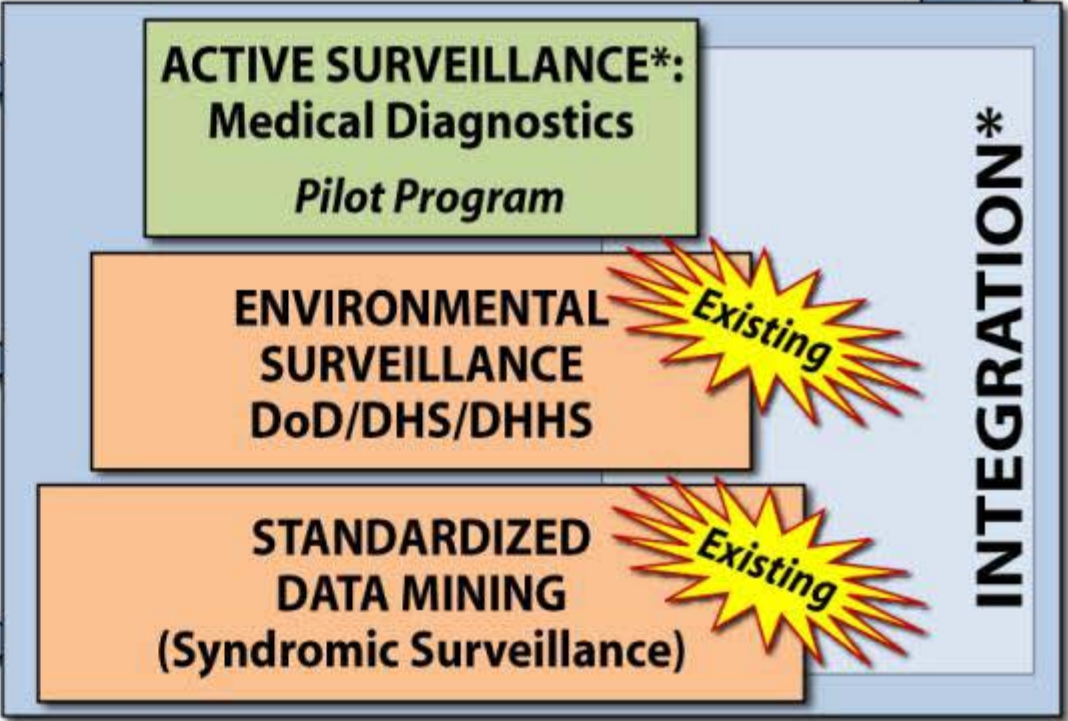 ACTIVE SURVEILLANCE*:
Medical Diagnostics
Pilot Program
ENVIRONMENTAL
SURVEILLANCE
DoD/DHS/DHHS
Existing
STANDARDIZED
DATA MINING
(Syndromic Surveillance)
Existing
INTEGRATION*